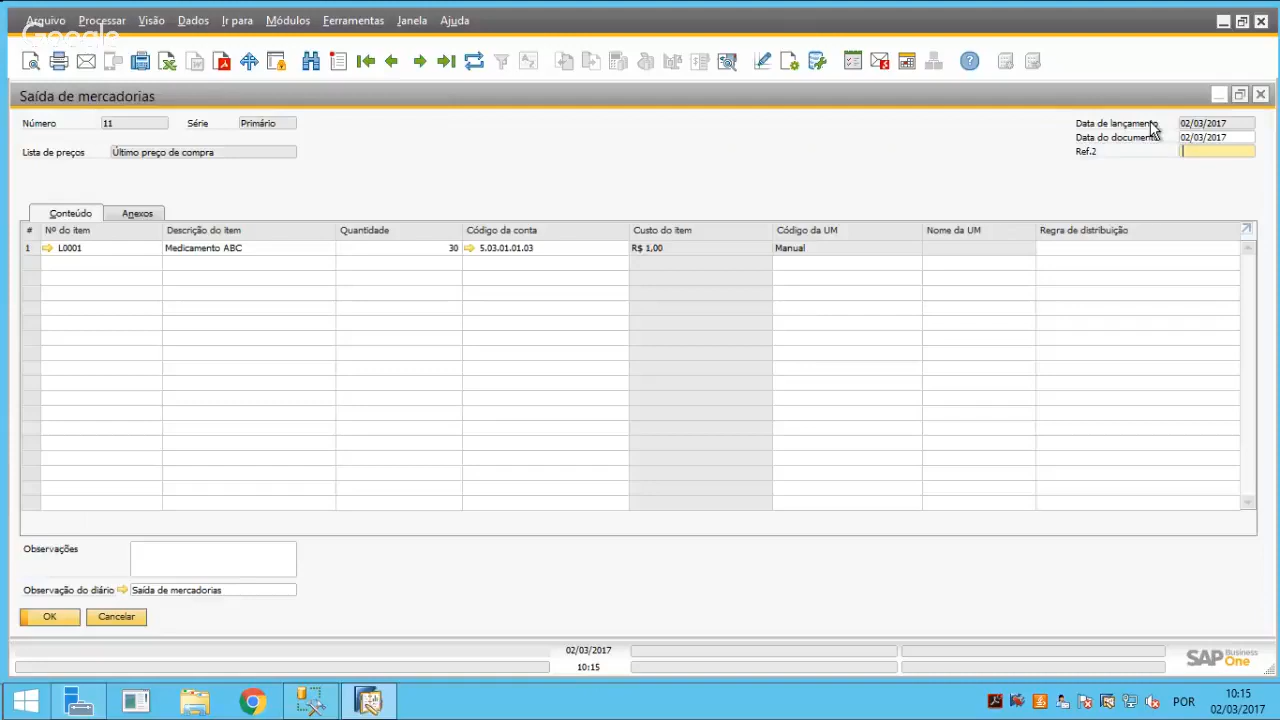 Arquivo Processar Visão Dados Ir para Módulos Ferramentas Janela Ajuda
Google
Saída de mercadorias
Número 11 Série Primário Data de lançamento 02/03/2017
Data do documento 02/03/2017
Lista de preços Último preço de compra Ref.2
Conteúdo Anexos
# Nº do item Descrição do item Quantidade Código da conta Custo do item Código da UM Nome da UM Regra de distribuição
1 L0001 Medicamento ABC 30 5.03.01.01.03 R$ 1,00 Manual
Observações
Observação do diário Saída de mercadorias
OK Cancelar
02/03/2017
10:15
SAP Business One
POR 10:15
02/03/2017